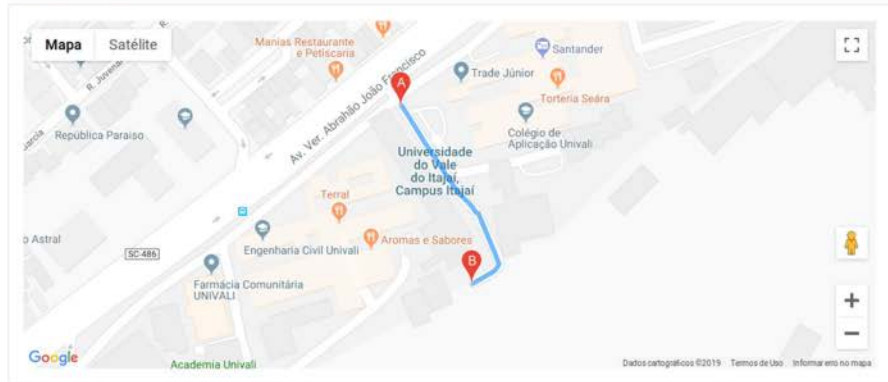 Mapa
Satélite
R. Juvenal
Manias Restaurante
e Petiscaria
Av. Ver. Abrahão João Francisco
Santander
Trade Júnior
Torteria Seára
A
República Paraiso
Colégio de
Aplicação Univali
Universidade
do Vale
do Itajaí,
Campus Itajaí
Terral
Engenharia Civil Univali
Aromas e Sabores
o Astral
SC-486
B
Farmácia Comunitária
UNIVALI
Academia Univali
Google
Dados cartográficos ©2019
Termos de Uso
Informar erro no mapa